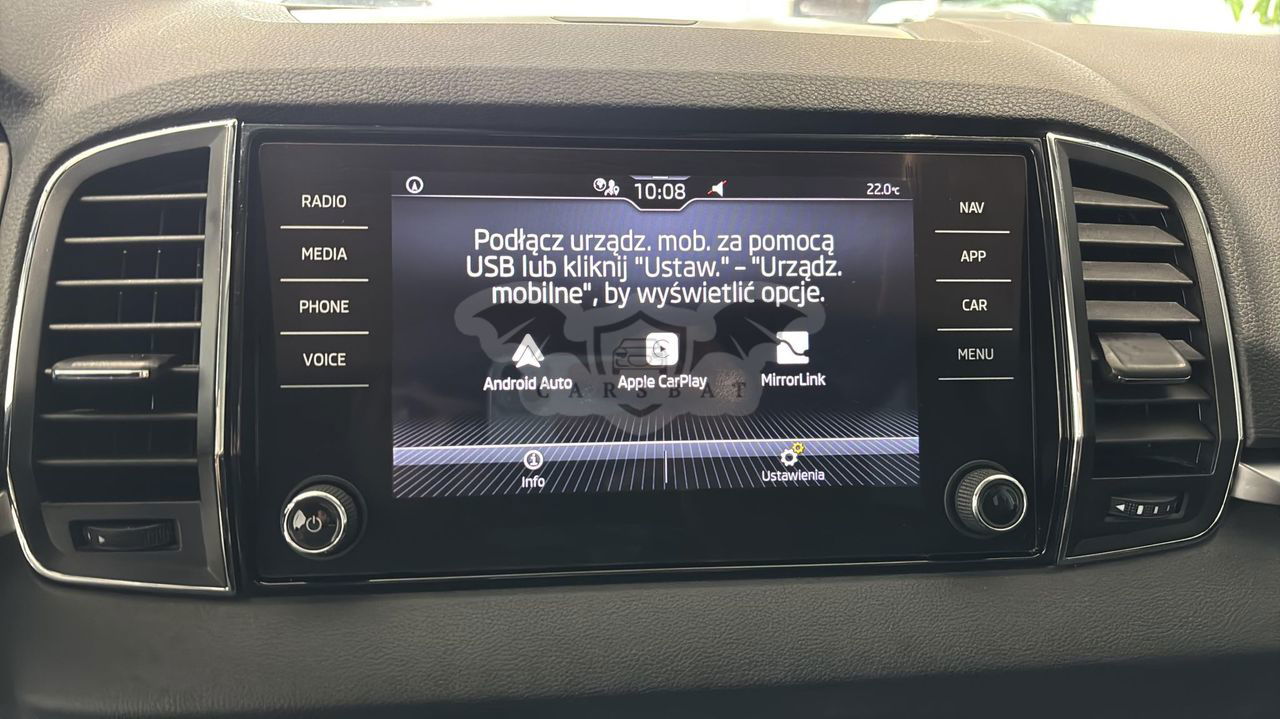 RADIO
MEDIA
PHONE
VOICE
10:08
22.0°C
Podłącz urządz. mob. za pomocą
USB lub kliknij "Ustaw." - "Urządz.
mobilne", by wyświetlić opcje.
Android Auto
Apple CarPlay
MirrorLink
CARSBAT
Info
Ustawienia
NAV
APP
CAR
MENU